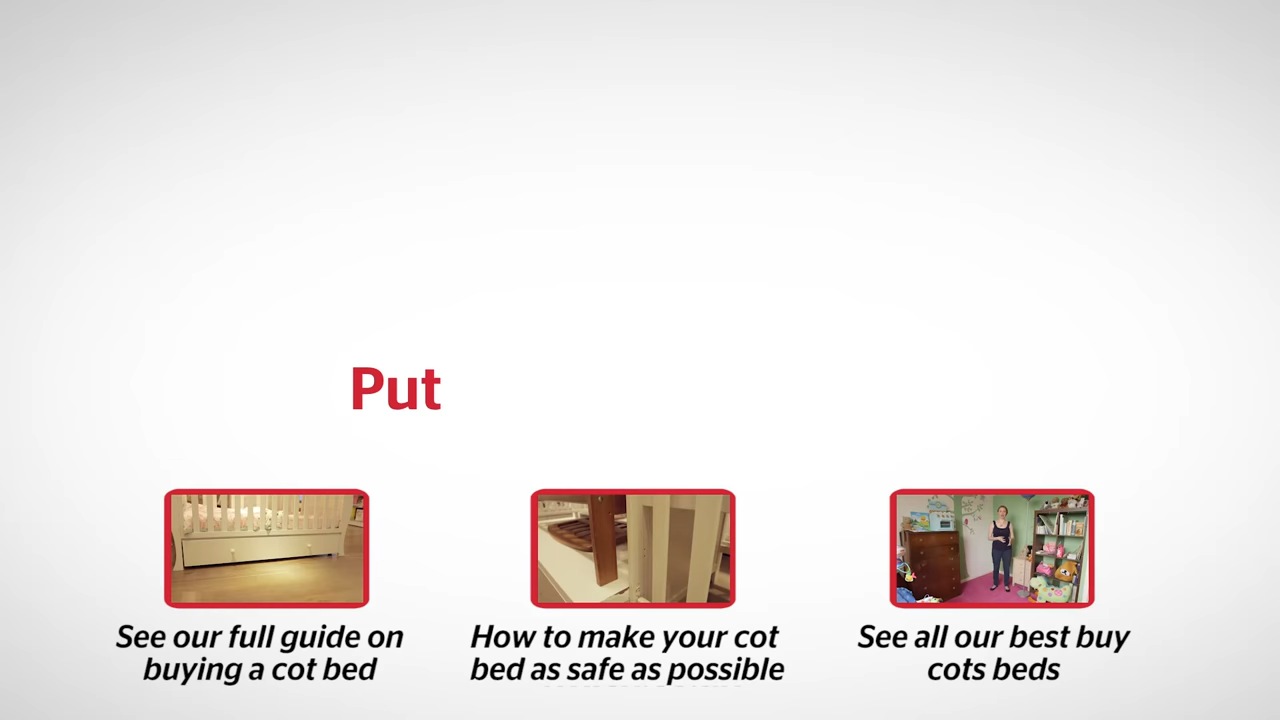 Put
See our full guide on
buying a cot bed
How to make your cot
bed as safe as possible
See all our best buy
cots beds